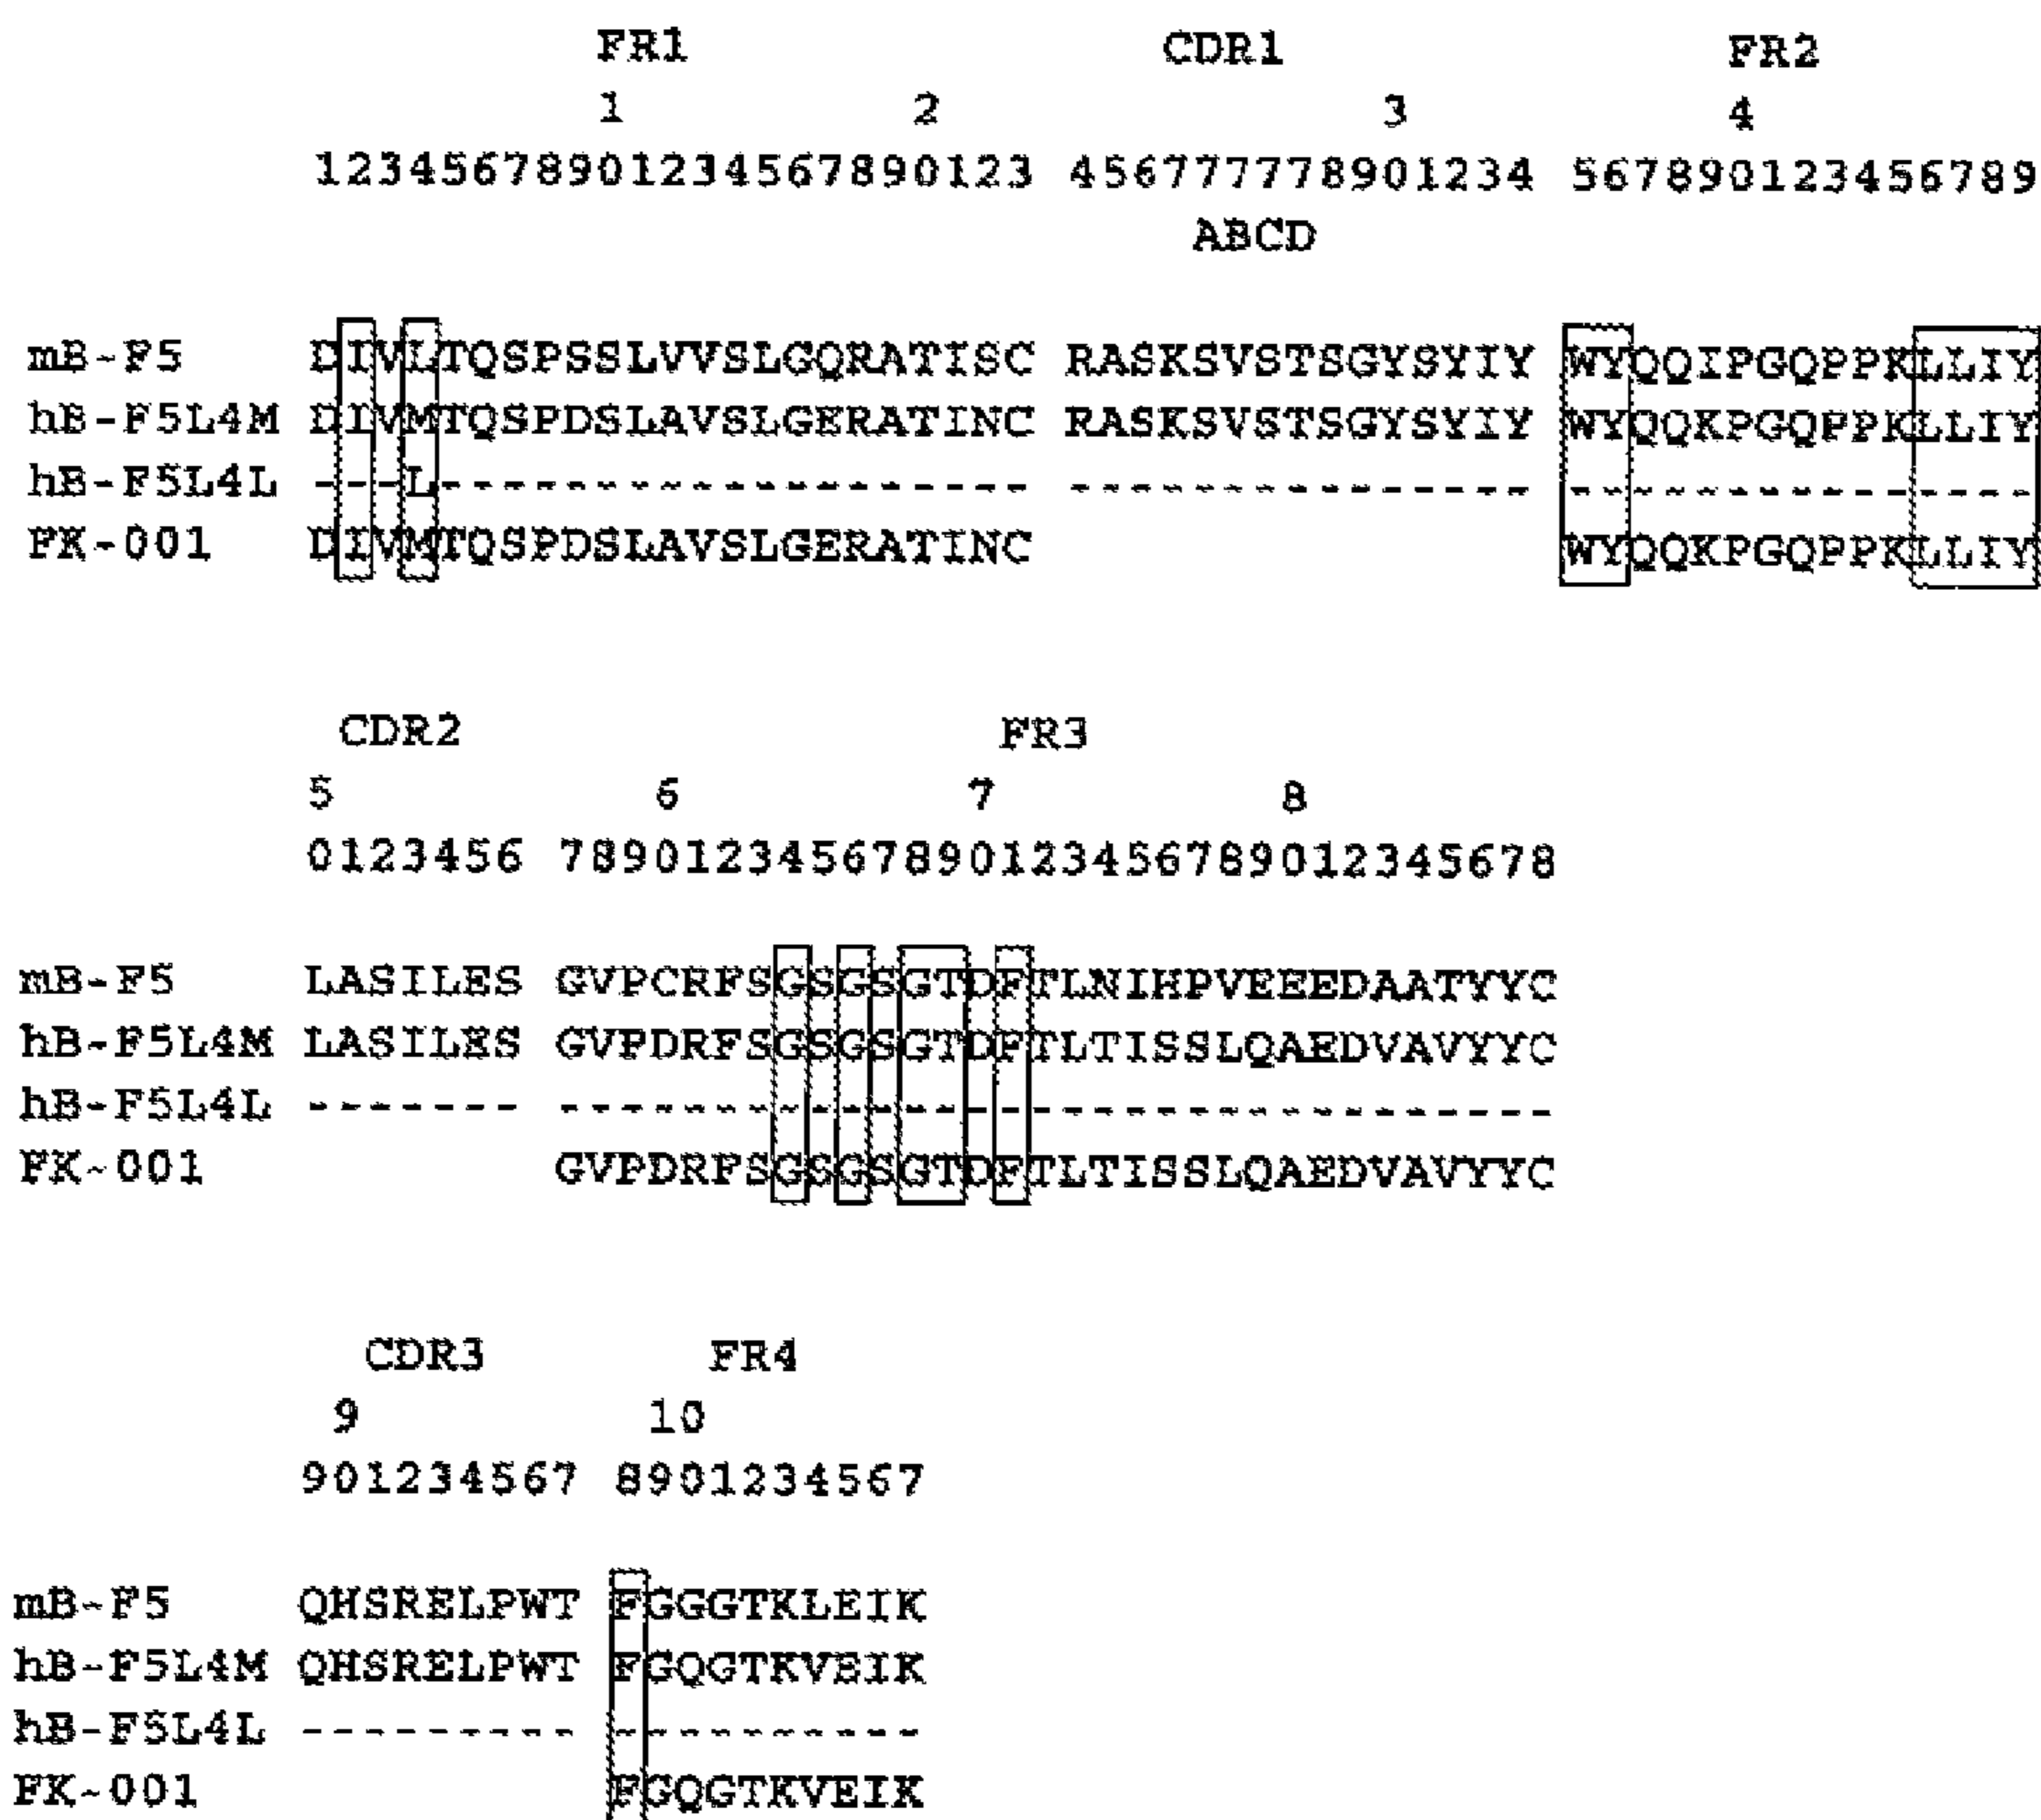 FR1 CDR1 FR2
1 2 3 4
12345678901234567890123 456777778901234 567890123456789
ABCD
mB-F5 DIVLTQSPSSLVVSLGQRATISC RASKSVSTSGYSYIY WYQQIPGQPPKLLIY
hB-F5L4M DIVMTQSPDSLAVSLGERATINC RASKSVSTSGYSYIY WYQQKPGQPPKLLIY
hB-F5L4L ---L------------------- --------------- ---------------
FK-001 DIVMTQSPDSLAVSLGERATINC WYQQKPGQPPKLLIY
CDR2 FR3
5 6 7 8
0123456 78901234567890123456789012345678
mB-F5 LASILES GVPCRFSGSGSGTDFTLNIHPVEEEDAATYYC
hB-F5L4M LASILES GVPDRFSGSGSGTDFTLTISSLQAEDVAVYYC
hB-F5L4L ------- --------------------------------
FK-001 GVPDRFSGSGSGTDFTLTISSLQAEDVAVYYC
CDR3 FR4
9 10
901234567 8901234567
mB-F5 QHSRELPWT FGGGTKLEIK
hB-F5L4M QHSRELPWT FGQGTKVEIK
hB-F5L4L --------- ----------
FK-001 FGQGTKVEIK